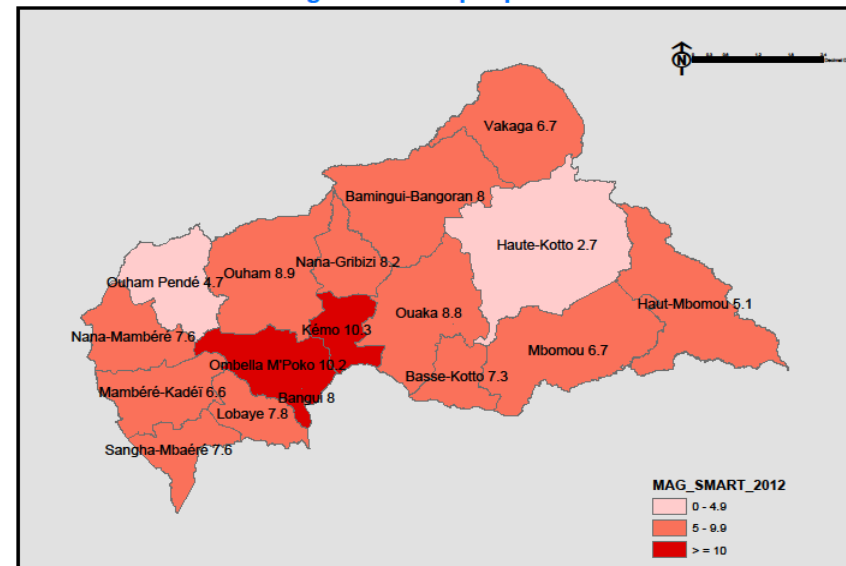 N
Vakaga 6.7
Bamingui-Bangoran 8
Haute-Kotto 2.7
Nana-Gribizi 8.2
Ouham 8.9
Ouham Pendé 4.7
Haut-Mbomou 5.1
Ouaka 8.8
Kémo 10.3
Nana-Mambéré 7.6
Mbomou 6.7
Ombella M'Poko 10.2
Basse-Kotto 7.3
Mambéré-Kadéï 6.6
Bangui 8
Lobaye 7.8
Sangha-Mbaéré 7.6
MAG_SMART_2012
0 - 4.9
5 - 9.9
> = 10